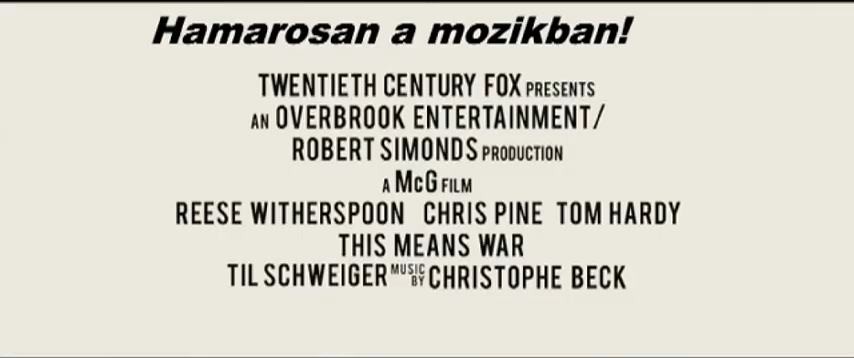 Hamarosan a mozikban!
TWENTIETH CENTURY FOX PRESENTS
AN OVERBROOK ENTERTAINMENT/
ROBERT SIMONDS PRODUCTION
A McG FILM
REESE WITHERSPOON CHRIS PINE TOM HARDY
THIS MEANS WAR
TIL SCHWEIGER MUSIC BY CHRISTOPHE BECK